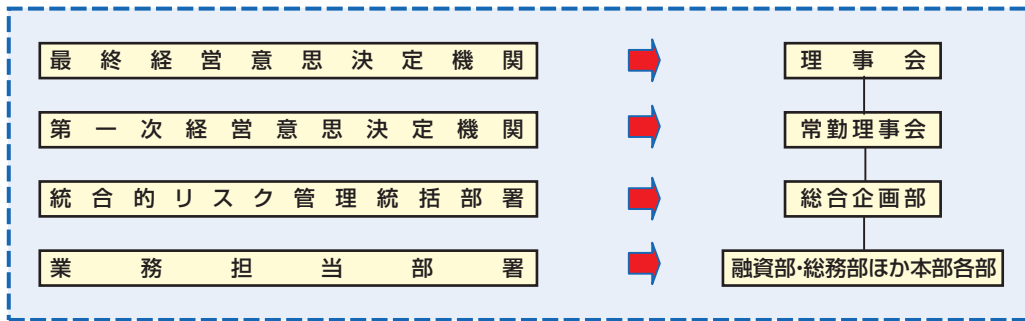 最終経営意思決定機関
理事会
第一次経営意思決定機関
常勤理事会
統合的リスク管理統括部署
総合企画部
業務担当部署
融資部・総務部ほか本部各部